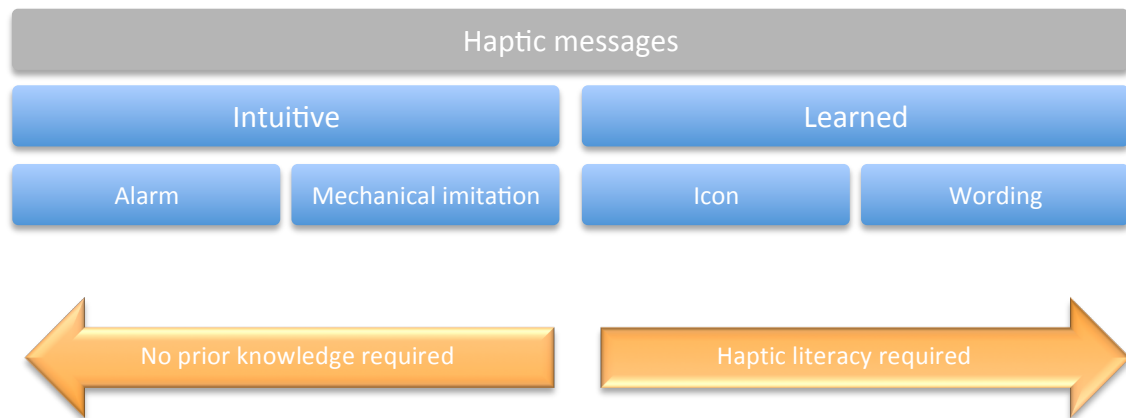 Haptic messages
Intuitive
Learned
Alarm
Mechanical imitation
Icon
Wording
No prior knowledge required
Haptic literacy required